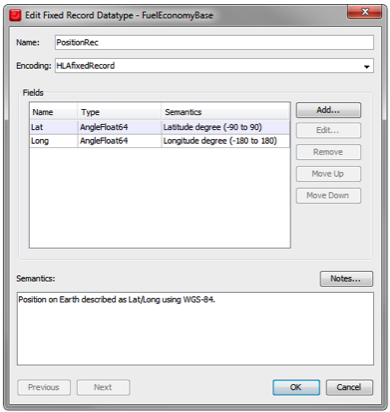 Edit Fixed Record Datatype - FuelEconomyBase
Name: PositionRec
Encoding: HLAfixedRecord
Fields
Name Type Semantics Add...
Lat AngleFloat64 Latitude degree (-90 to 90) Edit...
Long AngleFloat64 Longitude degree (-180 to 180)
Remove
Move Up
Move Down
Semantics: Notes...
Position on Earth described as Lat/Long using WGS-84.
Previous Next OK Cancel